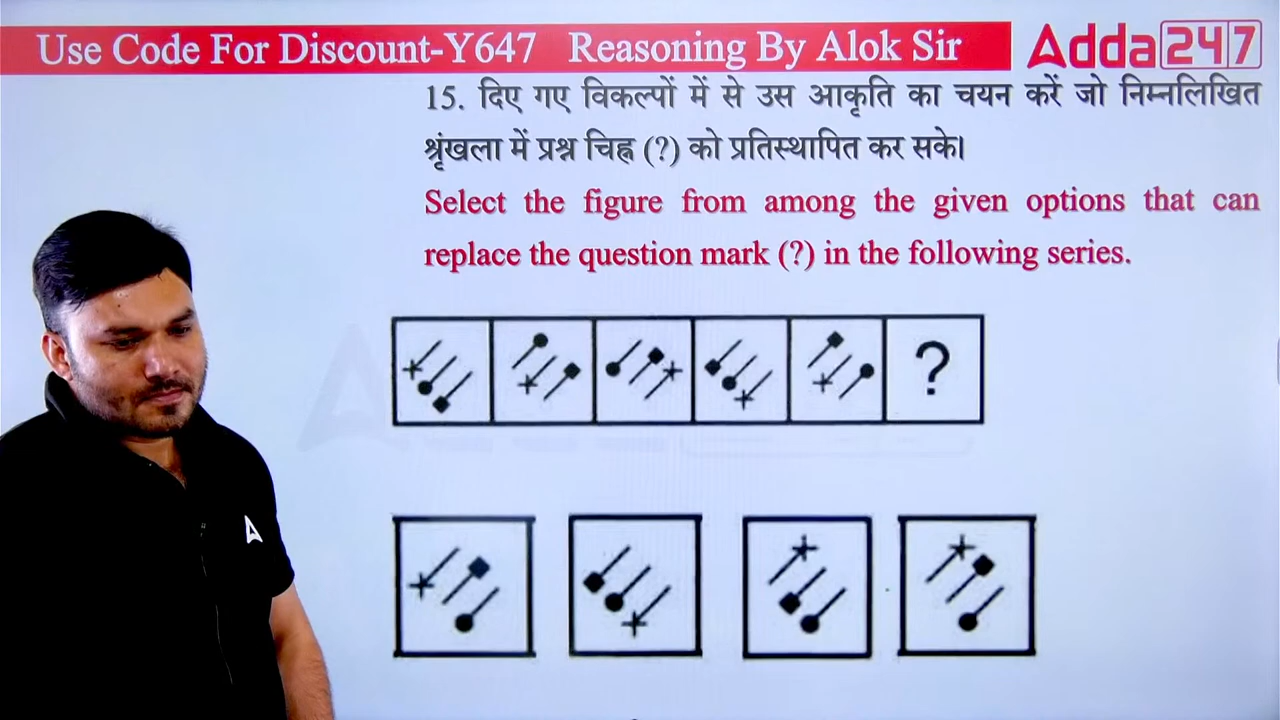 Use Code For Discount-Y647 Reasoning By Alok Sir Adda247
15. दिए गए विकल्पों में से उस आकृति का चयन करें जो निम्नलिखित
श्रृंखला में प्रश्न चिह्न (?) को प्रतिस्थापित कर सके।
Select the figure from among the given options that can
replace the question mark (?) in the following series.
?